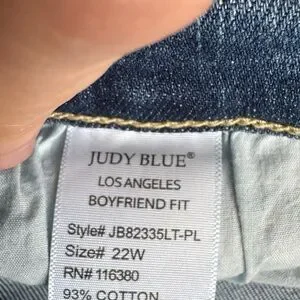 JUDY BLUE®
LOS ANGELES
BOYFRIEND FIT
Style# JB82335LT-PL
Size# 22W
RN# 116380
93% COTTON